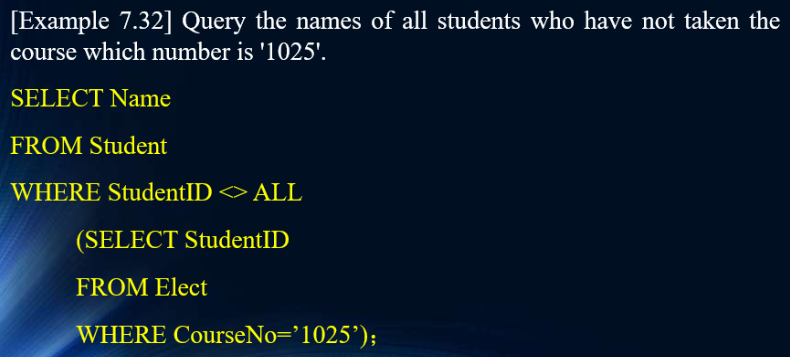 [Example 7.32] Query the names of all students who have not taken the
course which number is '1025'.
SELECT Name
FROM Student
WHERE StudentID <> ALL
(SELECT StudentID
FROM Elect
WHERE CourseNo=’1025’);